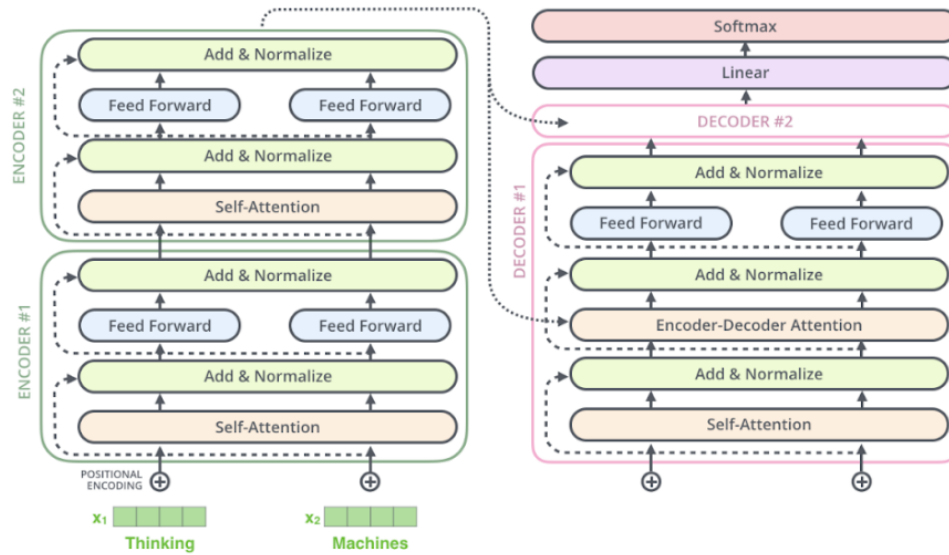 ENCODER #2
Add & Normalize
Feed Forward
Feed Forward
Add & Normalize
Self-Attention
ENCODER #1
Add & Normalize
Feed Forward
Feed Forward
Add & Normalize
Self-Attention
POSITIONAL
ENCODING
x1
x2
Thinking
Machines
Softmax
Linear
DECODER #2
DECODER #1
Add & Normalize
Feed Forward
Feed Forward
Add & Normalize
Encoder-Decoder Attention
Add & Normalize
Self-Attention